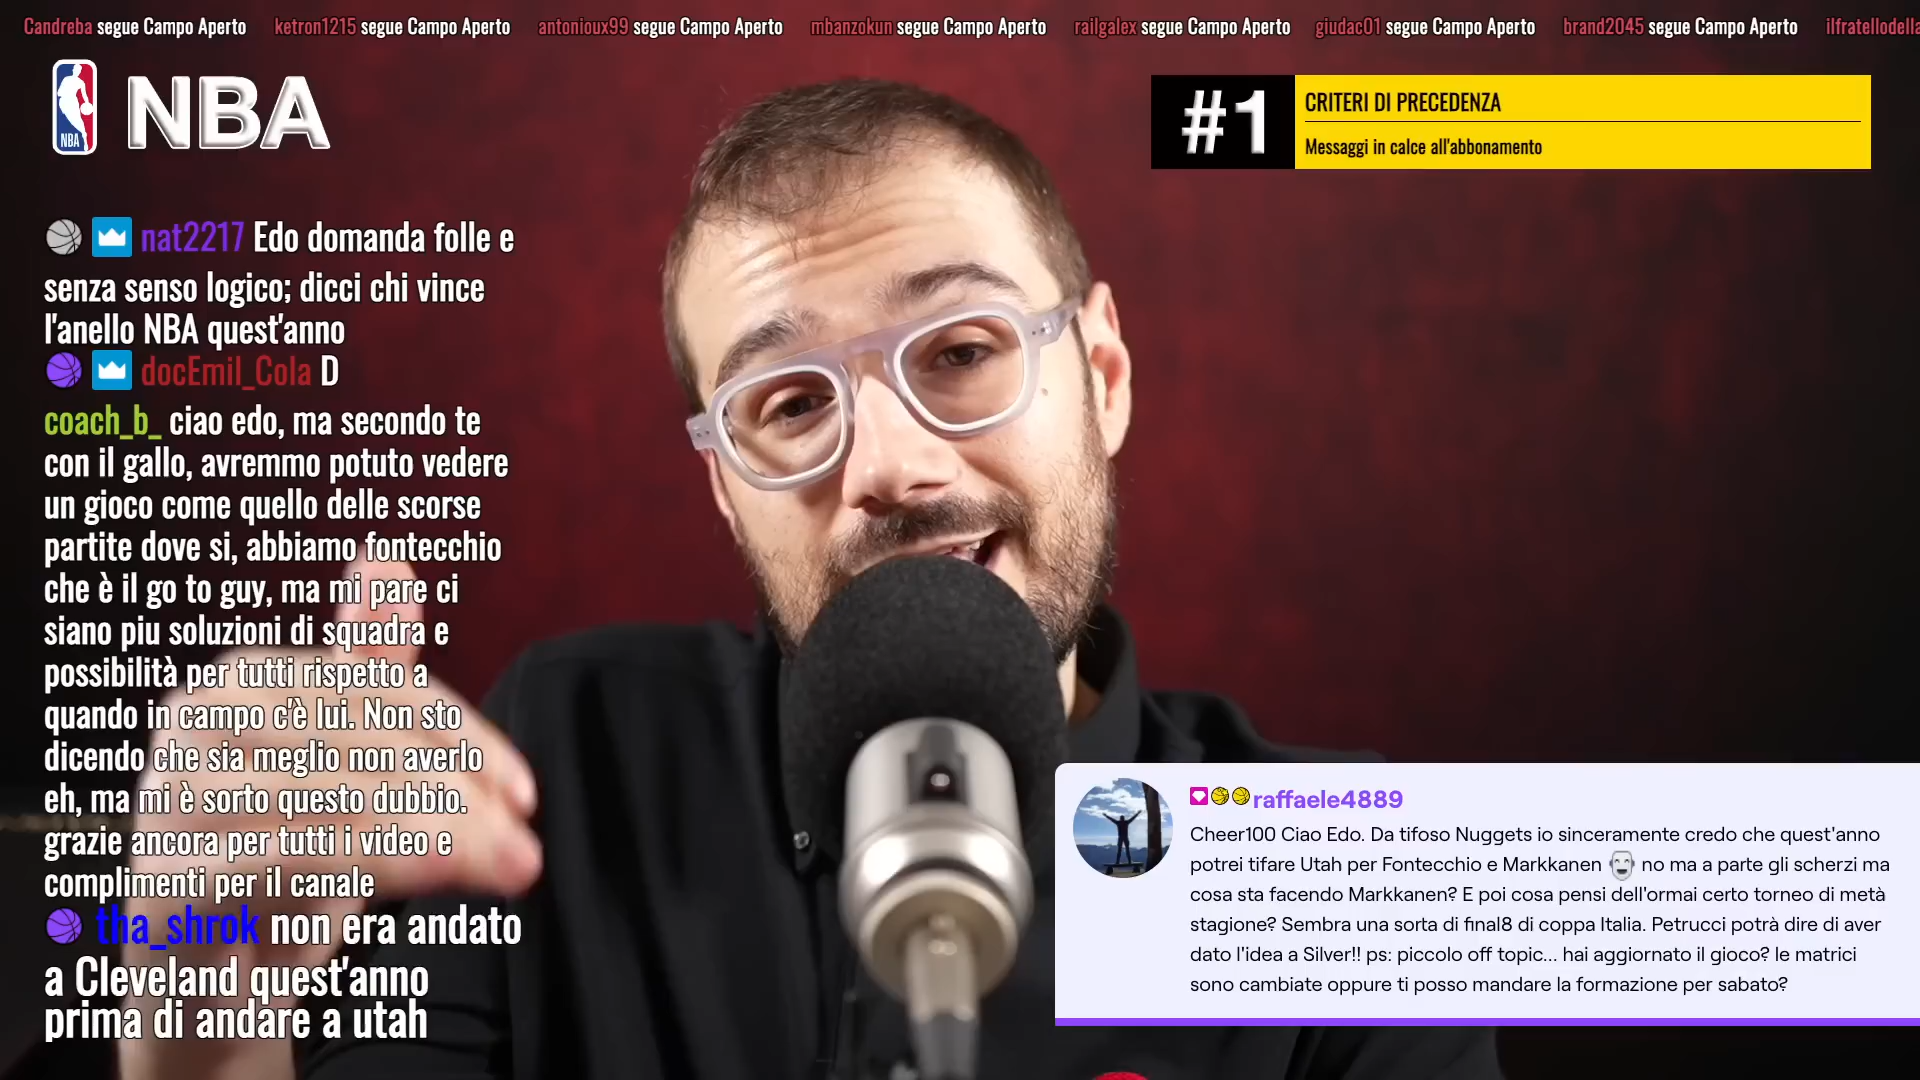 Candreba segue Campo Aperto ketron1215 segue Campo Aperto antonioux99 segue Campo Aperto mbanzokun segue Campo Aperto railgalex segue Campo Aperto giudac01 segue Campo Aperto brand2045 segue Campo Aperto ilfratellodella
NBA NBA
#1
CRITERI DI PRECEDENZA
Messaggi in calce all'abbonamento
nat2217 Edo domanda folle e
senza senso logico; dicci chi vince
l'anello NBA quest'anno
docEmil_Cola D
coach_b_ ciao edo, ma secondo te
con il gallo, avremmo potuto vedere
un gioco come quello delle scorse
partite dove si, abbiamo fontecchio
che è il go to guy, ma mi pare ci
siano piu soluzioni di squadra e
possibilità per tutti rispetto a
quando in campo c'è lui. Non sto
dicendo che sia meglio non averlo
eh, ma mi è sorto questo dubbio.
grazie ancora per tutti i video e
complimenti per il canale
tha_shrok non era andato
a Cleveland quest'anno
prima di andare a utah
raffaele4889
Cheer100 Ciao Edo. Da tifoso Nuggets io sinceramente credo che quest'anno
potrei tifare Utah per Fontecchio e Markkanen no ma a parte gli scherzi ma
cosa sta facendo Markkanen? E poi cosa pensi dell'ormai certo torneo di metà
stagione? Sembra una sorta di final8 di coppa Italia. Petrucci potrà dire di aver
dato l'idea a Silver!! ps: piccolo off topic... hai aggiornato il gioco? le matrici
sono cambiate oppure ti posso mandare la formazione per sabato?